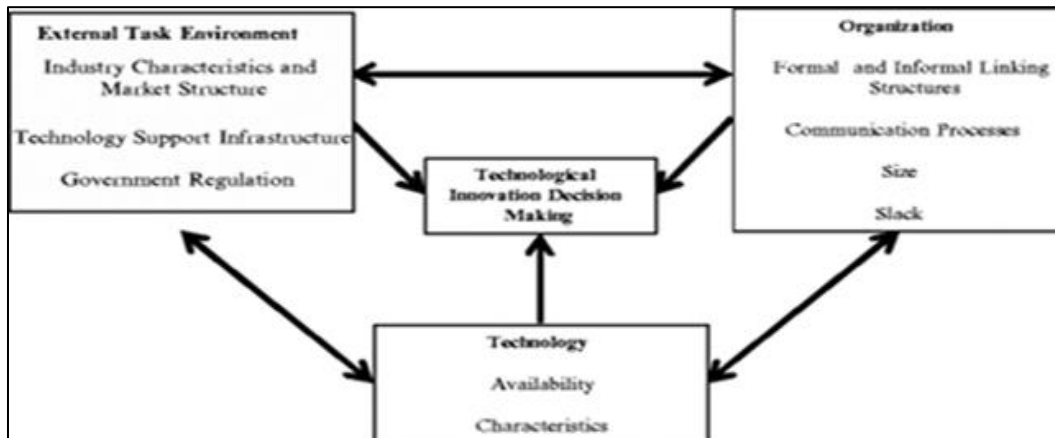 External Task Environment
Industry Characteristics and
Market Structure
Technology Support Infrastructure
Government Regulation
Organization
Formal and Informal Linking
Structures
Communication Processes
Size
Slack
Technological
Innovation Decision
Making
Technology
Availability
Characteristics